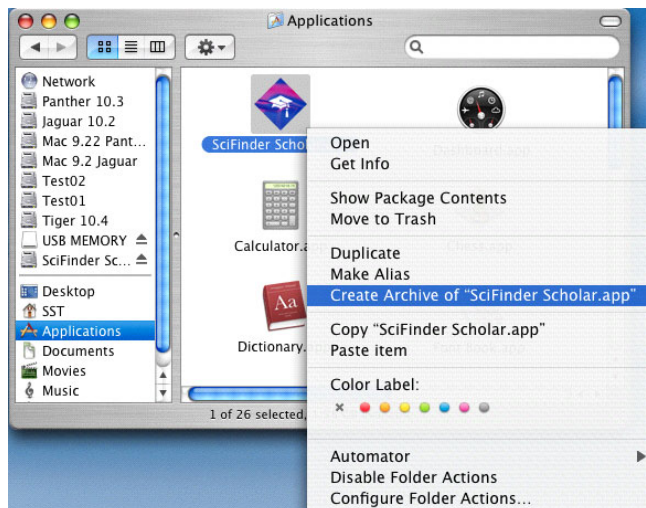 Applications
Network
Panther 10.3
Jaguar 10.2
Mac 9.22 Pant...
Mac 9.2 Jaguar
Test02
Test01
Tiger 10.4
USB MEMORY
SciFinder Sc...
Desktop
SST
Applications
Documents
Movies
Music
SciFinder Schol
Calculator.a
Aa
Dictionary.
1 of 26 selected,
Open
Get Info
Show Package Contents
Move to Trash
Duplicate
Make Alias
Create Archive of “SciFinder Scholar.app”
Copy “SciFinder Scholar.app”
Paste item
Color Label:
Automator
Disable Folder Actions
Configure Folder Actions...